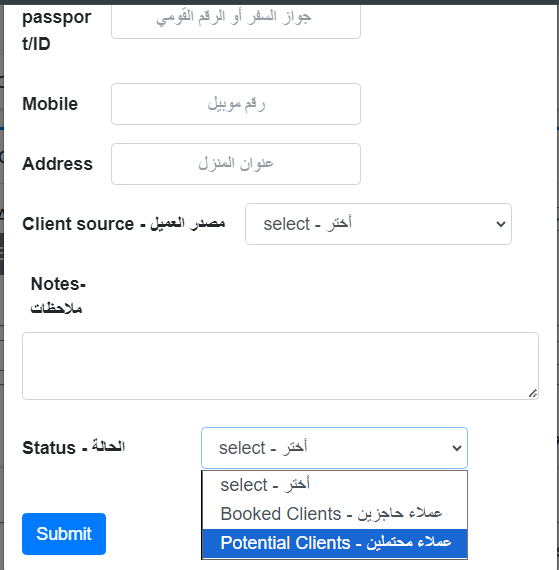 passpor
t/ID
جواز السفر أو الرقم القومي
Mobile
رقم موبيل
Address
عنوان المنزل
Client source - مصدر العميل
select - أختر
Notes-
ملاحظات
Status - الحالة
select - أختر
select - أختر
Booked Clients - عملاء حاجزين
Potential Clients - عملاء محتملين
Submit